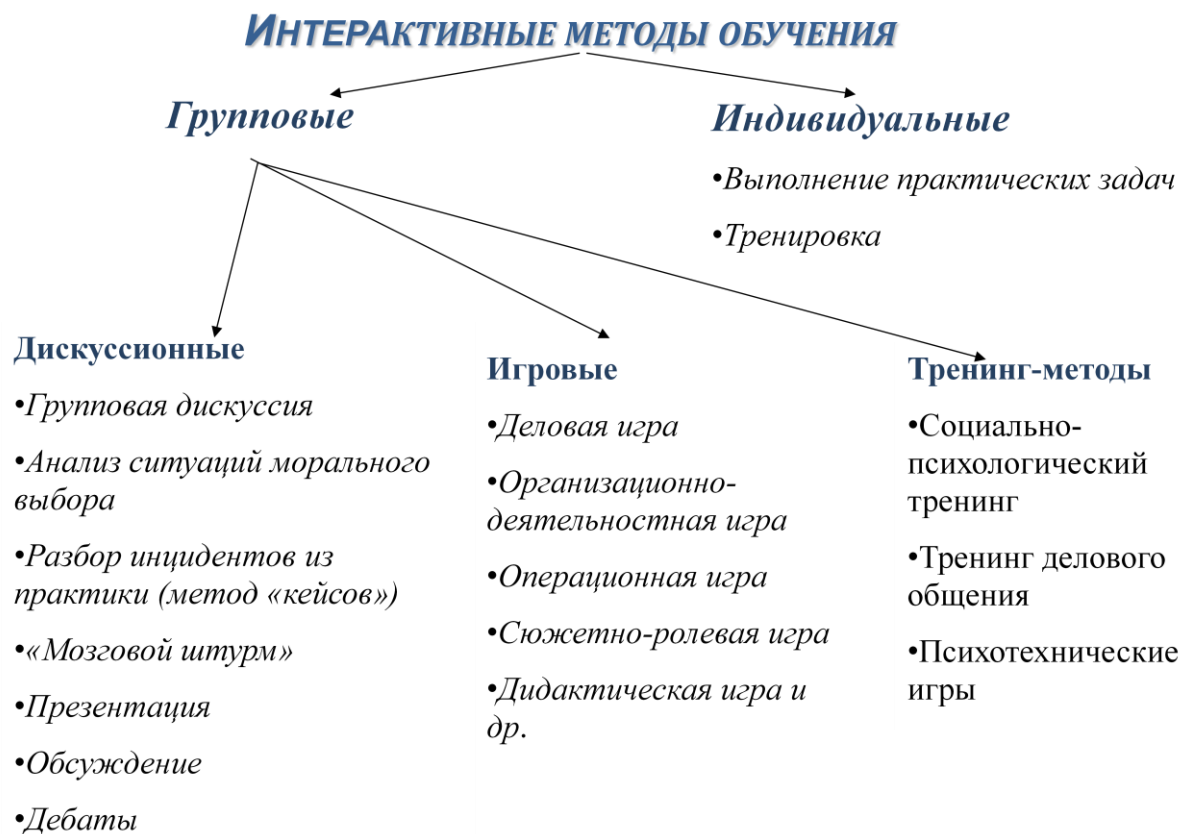 ИНТЕРАКТИВНЫЕ МЕТОДЫ ОБУЧЕНИЯ
Групповые
Индивидуальные
•Выполнение практических задач
•Тренировка
Дискуссионные
•Групповая дискуссия
•Анализ ситуаций морального
выбора
•Разбор инцидентов из
практики (метод «кейсов»)
•«Мозговой штурм»
•Презентация
•Обсуждение
•Дебаты
Игровые
•Деловая игра
•Организационно-
деятельностная игра
•Операционная игра
•Сюжетно-ролевая игра
•Дидактическая игра и
др.
Тренинг-методы
•Социально-
психологический
тренинг
•Тренинг делового
общения
•Психотехнические
игры